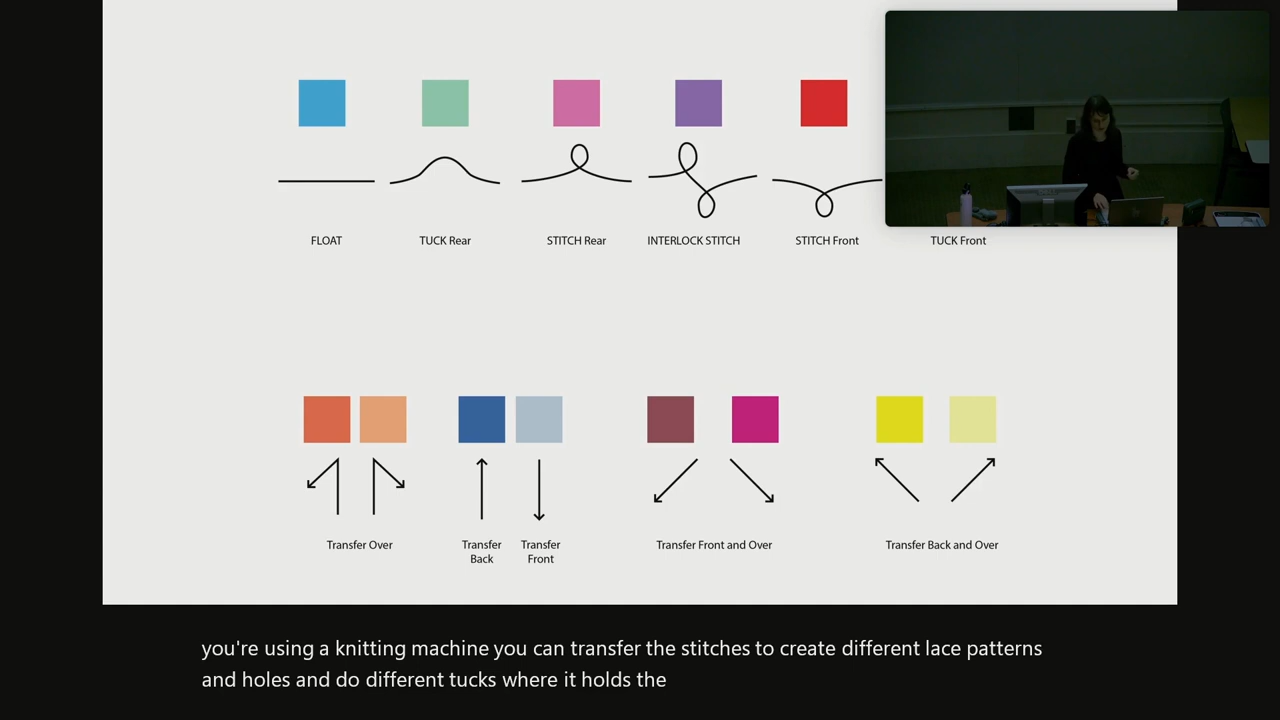 FLOAT
TUCK Rear
STITCH Rear
INTERLOCK STITCH
STITCH Front
TUCK Front
Transfer Over
Transfer
Back
Transfer
Front
Transfer Front and Over
Transfer Back and Over
you're using a knitting machine you can transfer the stitches to create different lace patterns
and holes and do different tucks where it holds the